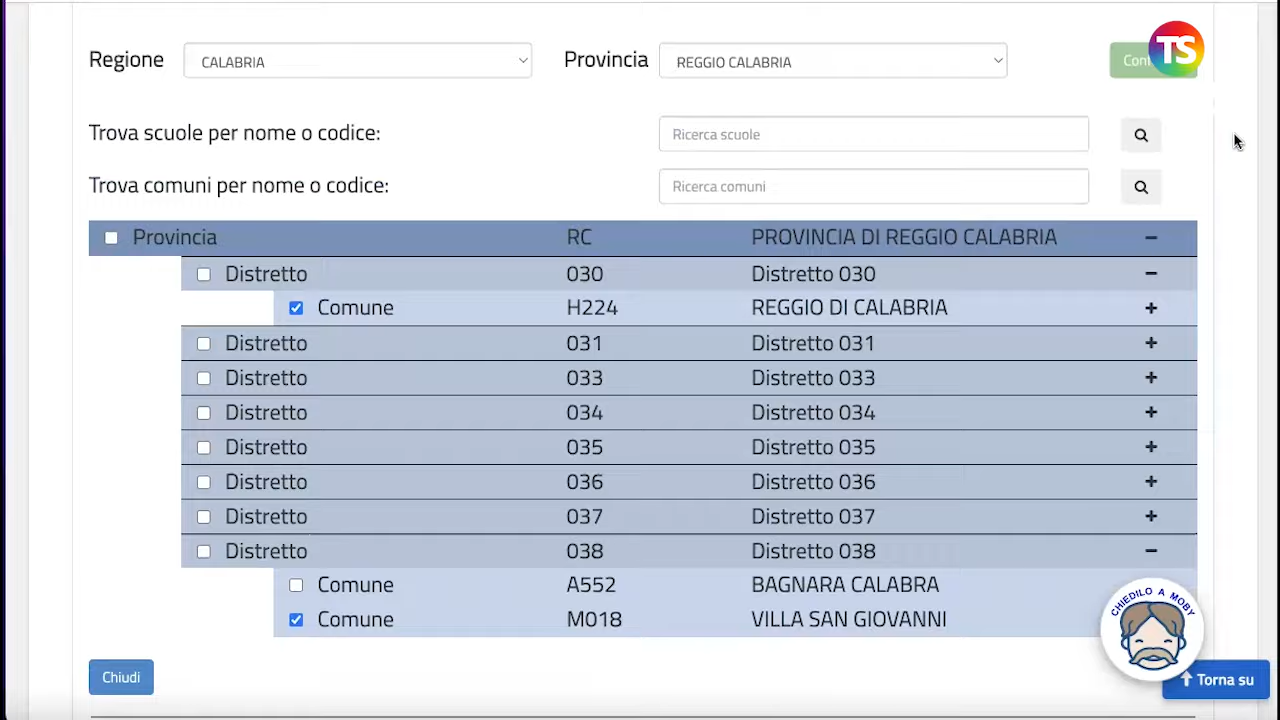 Regione CALABRIA Provincia REGGIO CALABRIA
TS
Trova scuole per nome o codice: Ricerca scuole
Trova comuni per nome o codice: Ricerca comuni
Provincia RC PROVINCIA DI REGGIO CALABRIA −
Distretto 030 Distretto 030 −
Comune H224 REGGIO DI CALABRIA +
Distretto 031 Distretto 031 +
Distretto 033 Distretto 033 +
Distretto 034 Distretto 034 +
Distretto 035 Distretto 035 +
Distretto 036 Distretto 036 +
Distretto 037 Distretto 037 +
Distretto 038 Distretto 038 −
Comune A552 BAGNARA CALABRA
Comune M018 VILLA SAN GIOVANNI
CHIEDILO A MOBY
Chiudi
Torna su